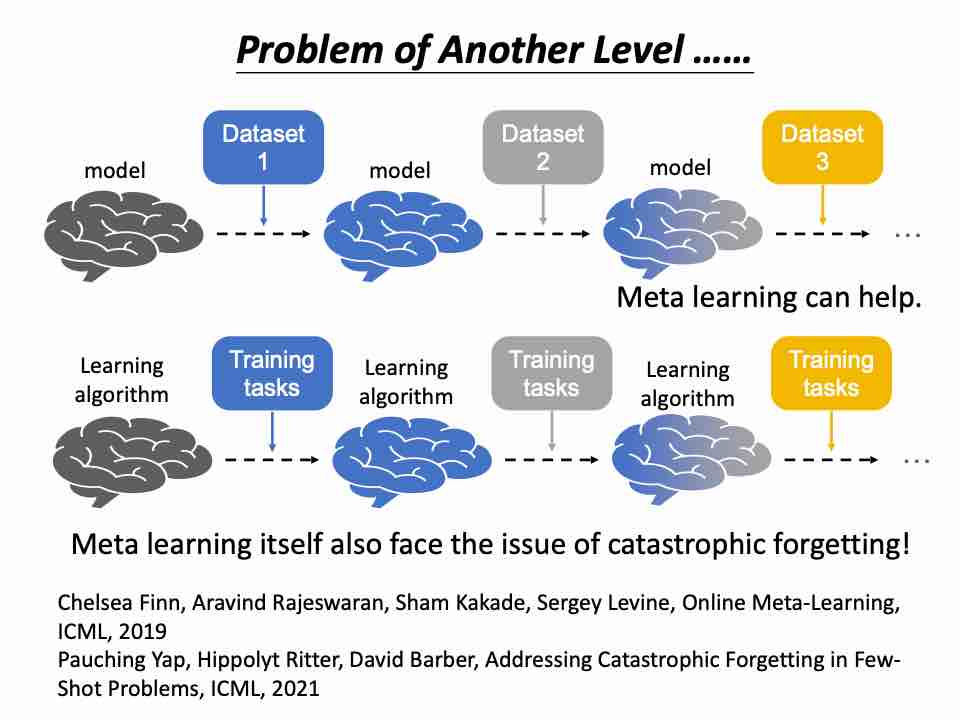 Problem of Another Level ……
Dataset
1
Dataset
2
Dataset
3
model
model
model
…
Meta learning can help.
Learning
algorithm
Training
tasks
Learning
algorithm
Training
tasks
Learning
algorithm
Training
tasks
…
Meta learning itself also face the issue of catastrophic forgetting!
Chelsea Finn, Aravind Rajeswaran, Sham Kakade, Sergey Levine, Online Meta-Learning,
ICML, 2019
Pauching Yap, Hippolyt Ritter, David Barber, Addressing Catastrophic Forgetting in Few-
Shot Problems, ICML, 2021